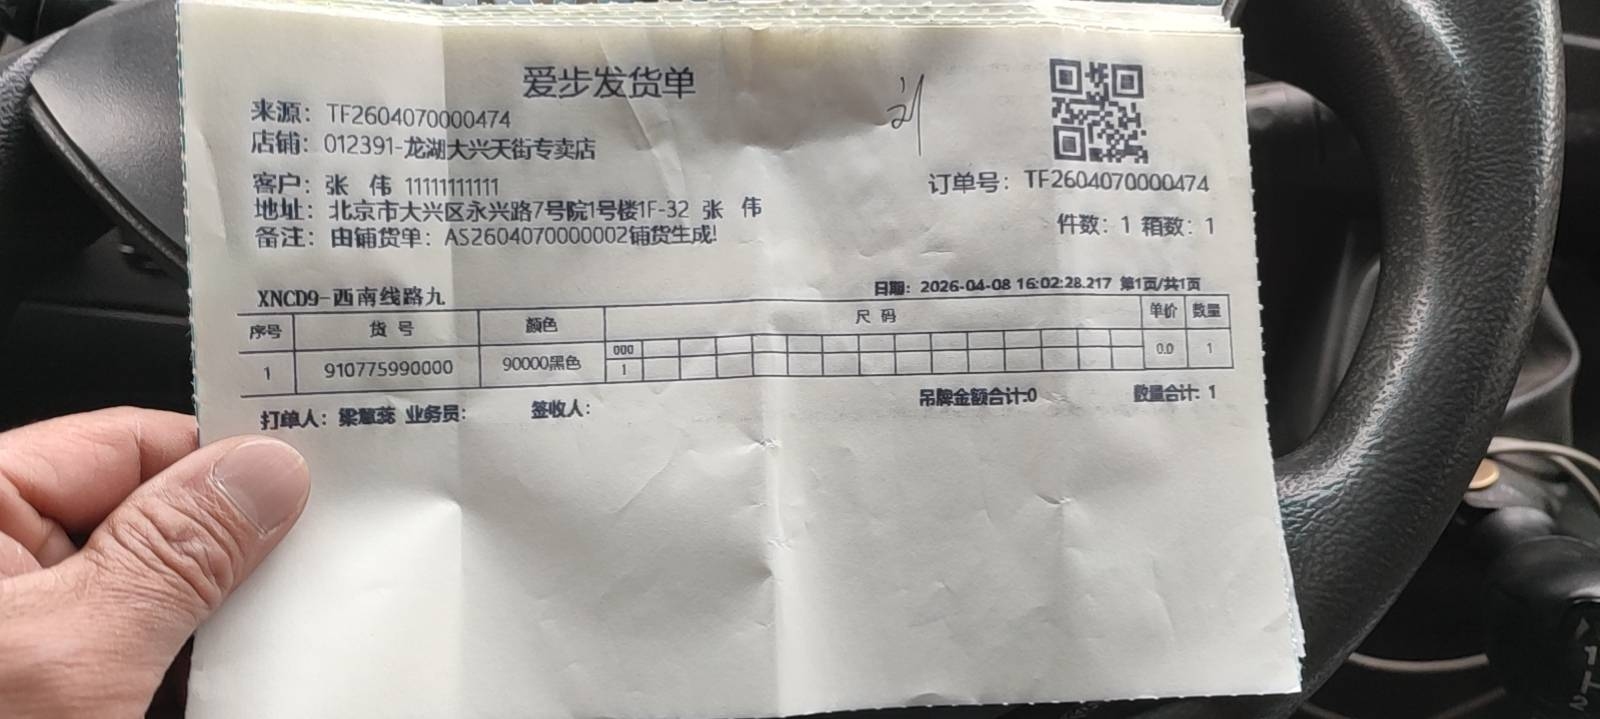 爱步发货单
来源：TF2604070000474
店铺：012391-龙湖大兴天街专卖店
客户：张 伟 11111111111
订单号：TF2604070000474
地址：北京市大兴区永兴路7号院1号楼1F-32 张 伟
备注：由铺货单：AS2604070000002铺货生成!
件数：1 箱数：1
XNCD9-西南线路九
日期：2026-04-08 16:02:28.217 第1页/共1页
序号 货号 颜色 尺码 单价 数量
000
1 910775990000 90000黑色 1 0.0 1
打单人：梁慧蕊 业务员： 签收人：
吊牌金额合计:0 数量合计：1
1
2